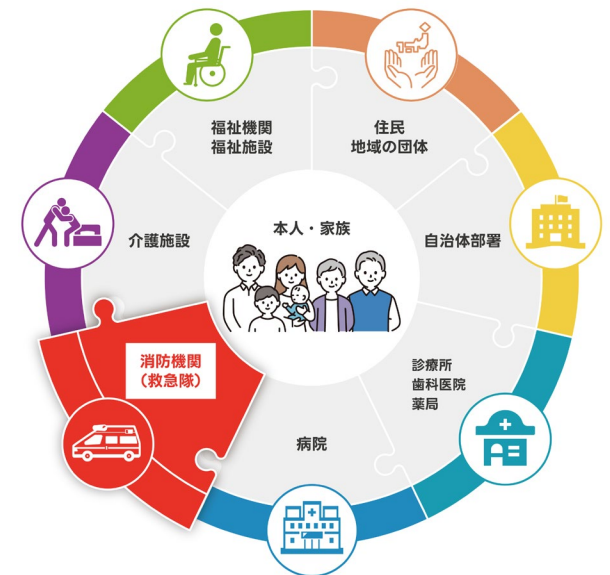 福祉機関
福祉施設
住民
地域の団体
本人・家族
介護施設
自治体部署
消防機関
（救急隊）
診療所
歯科医院
薬局
病院